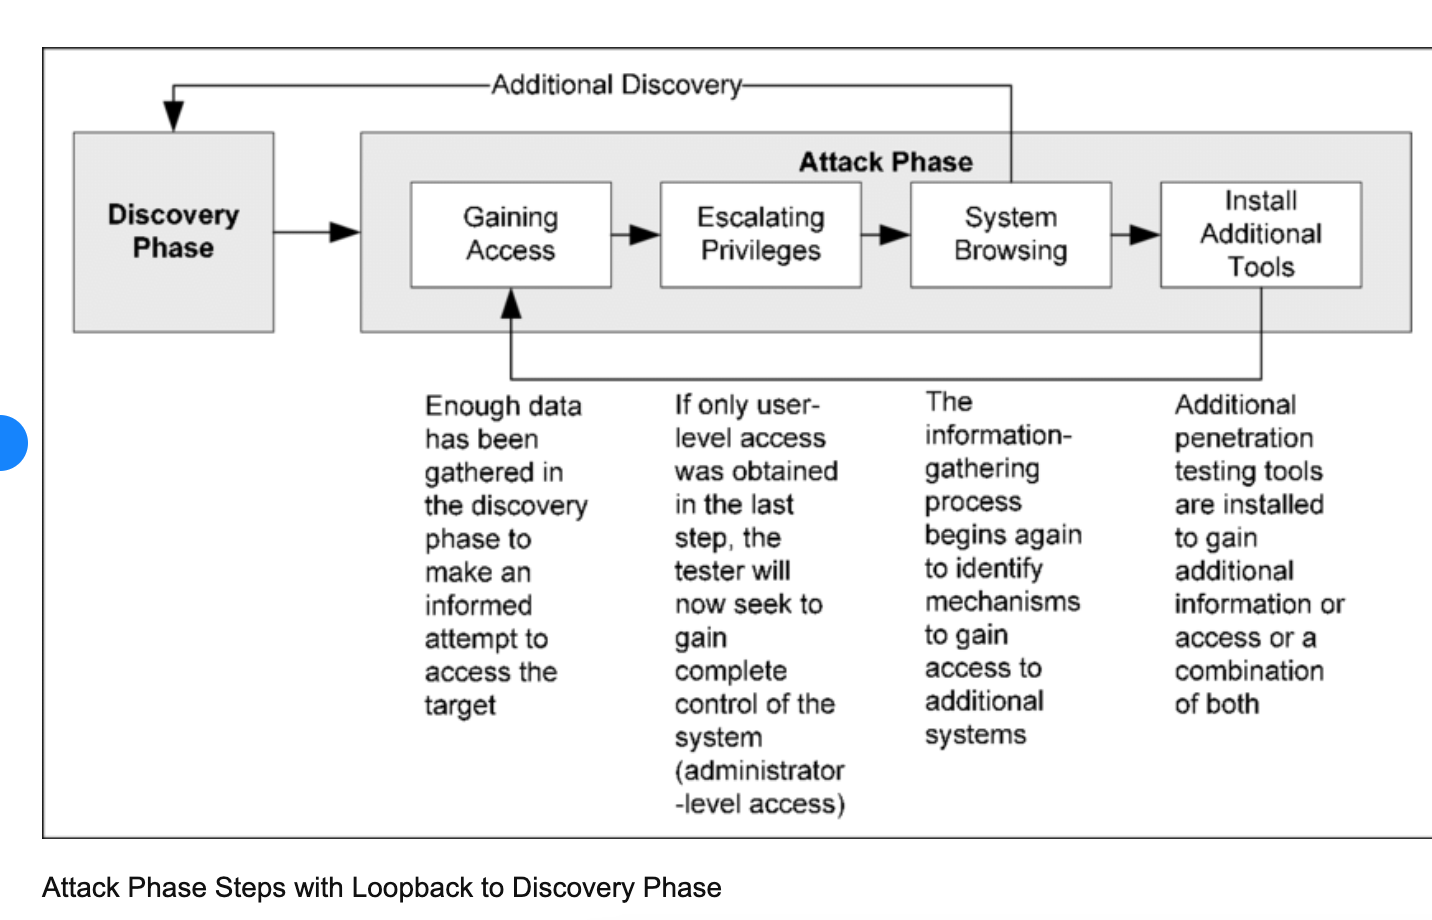 Additional Discovery
Attack Phase
Discovery
Phase
Gaining
Access
Escalating
Privileges
System
Browsing
Install
Additional
Tools
Enough data
has been
gathered in
the discovery
phase to
make an
informed
attempt to
access the
target
If only user-
level access
was obtained
in the last
step, the
tester will
now seek to
gain
complete
control of the
system
(administrator
-level access)
The
information-
gathering
process
begins again
to identify
mechanisms
to gain
access to
additional
systems
Additional
penetration
testing tools
are installed
to gain
additional
information or
access or a
combination
of both
Attack Phase Steps with Loopback to Discovery Phase